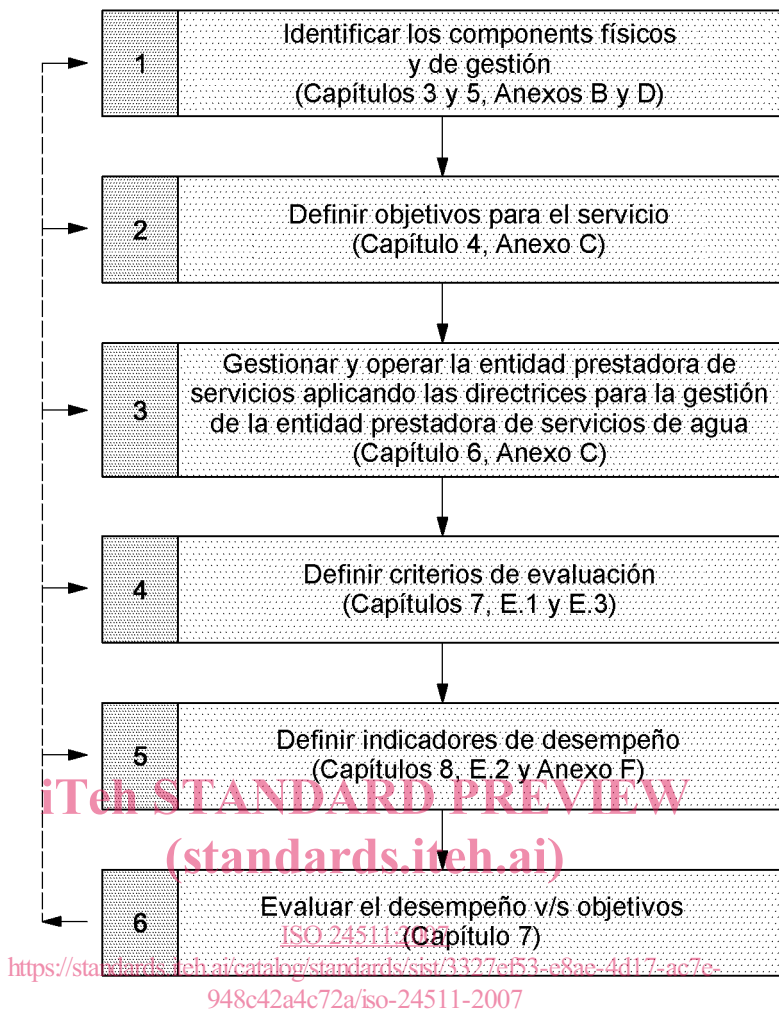 1
Identificar los components físicos
y de gestión
(Capítulos 3 y 5, Anexos B y D)
2
Definir objetivos para el servicio
(Capítulo 4, Anexo C)
3
Gestionar y operar la entidad prestadora de
servicios aplicando las directrices para la gestión
de la entidad prestadora de servicios de agua
(Capítulo 6, Anexo C)
4
Definir criterios de evaluación
(Capítulos 7, E.1 y E.3)
5
Definir indicadores de desempeño
(Capítulos 8, E.2 y Anexo F)
iTeh STANDARD PREVIEW
(standards.iteh.ai)
6
Evaluar el desempeño v/s objetivos
(Capítulo 7)
ISO 24511:2007
https://standards.iteh.ai/catalog/standards/sist/3327ef53-e8ae-4d17-ac7e-
948c42a4c72a/iso-24511-2007